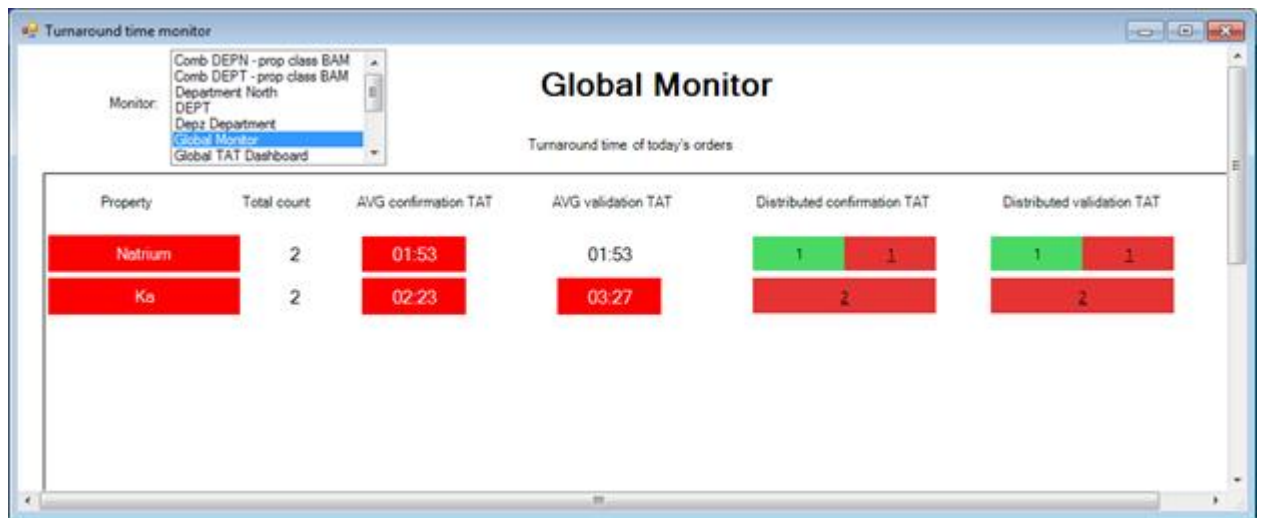 Turnaround time monitor
Monitor:
Comb DEPN - prop class BAM
Comb DEPT - prop class BAM
Department North
DEPT
Depz Department
Global Monitor
Global TAT Dashboard
Global Monitor
Turnaround time of today's orders
Property Total count AVG confirmation TAT AVG validation TAT Distributed confirmation TAT Distributed validation TAT
Natrium 2 01:53 01:53 1 1 1 1
Ka 2 02:23 03:27 2 2